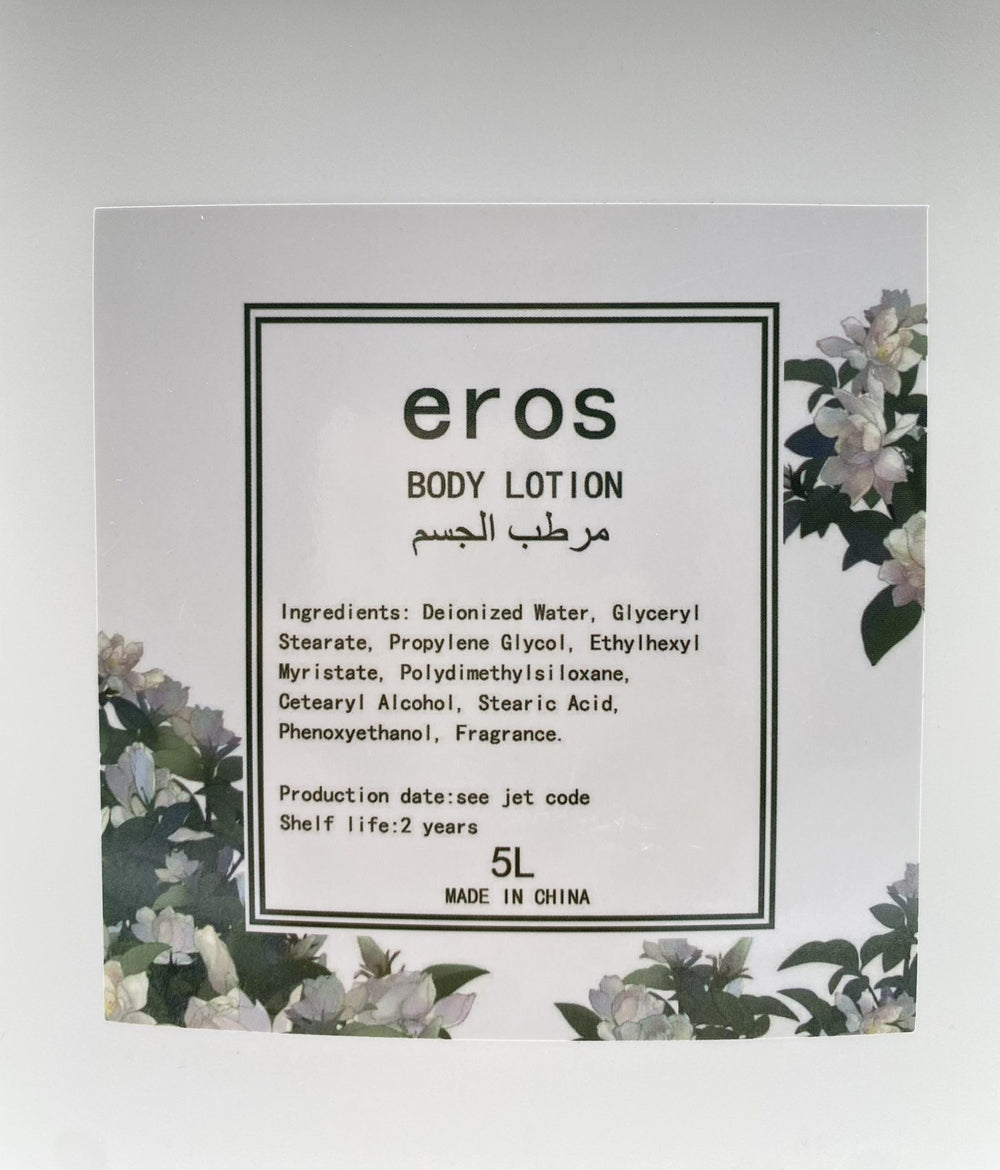 eros
BODY LOTION
مرطب الجسم
Ingredients: Deionized Water, Glyceryl
Stearate, Propylene Glycol, Ethylhexyl
Myristate, Polydimethylsiloxane,
Cetearyl Alcohol, Stearic Acid,
Phenoxyethanol, Fragrance.
Production date:see jet code
Shelf life:2 years
5L
MADE IN CHINA